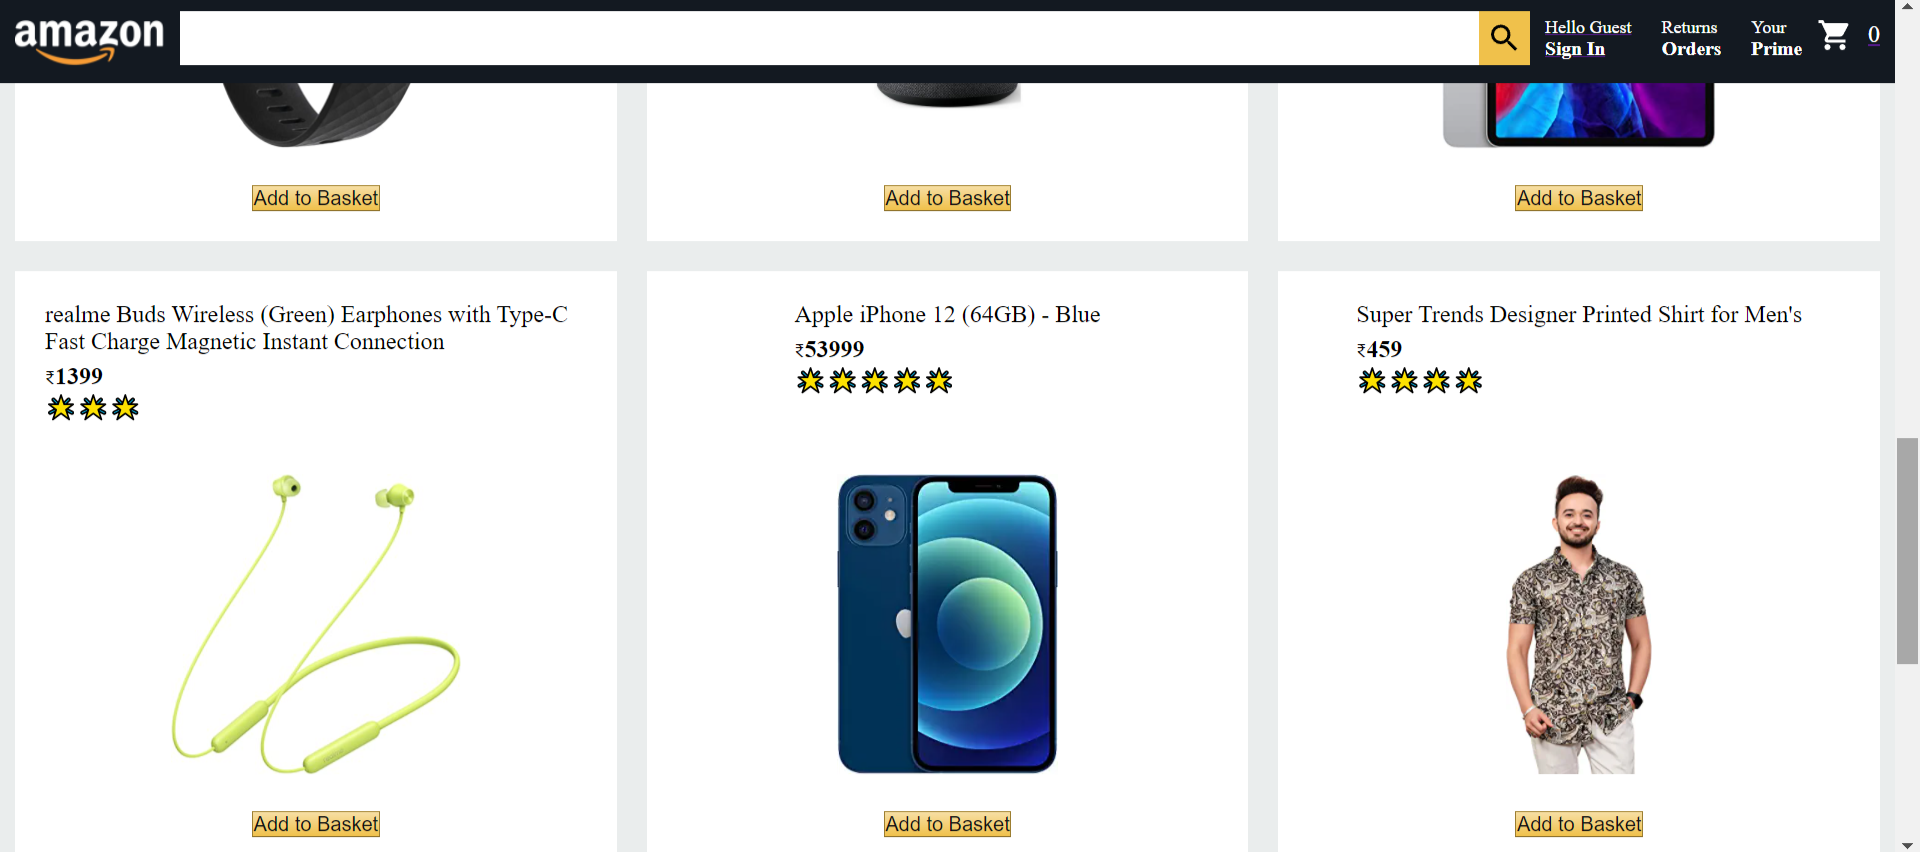 amazon
Hello Guest
Sign In
Returns
Orders
Your
Prime
0
Add to Basket
Add to Basket
Add to Basket
realme Buds Wireless (Green) Earphones with Type-C
Fast Charge Magnetic Instant Connection
₹1399
Apple iPhone 12 (64GB) - Blue
₹53999
Super Trends Designer Printed Shirt for Men's
₹459
Add to Basket
Add to Basket
Add to Basket